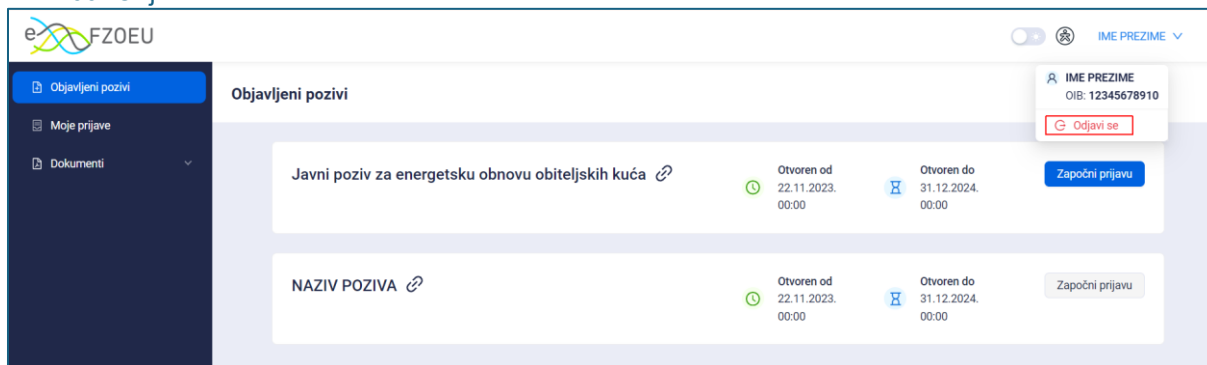 e FZOEU
IME PREZIME
Objavljeni pozivi
Moje prijave
Dokumenti
Objavljeni pozivi
IME PREZIME
OIB: 12345678910
Odjavi se
Javni poziv za energetsku obnovu obiteljskih kuća
Otvoren od
22.11.2023.
00:00
Otvoren do
31.12.2024.
00:00
Započni prijavu
NAZIV POZIVA
Otvoren od
22.11.2023.
00:00
Otvoren do
31.12.2024.
00:00
Započni prijavu